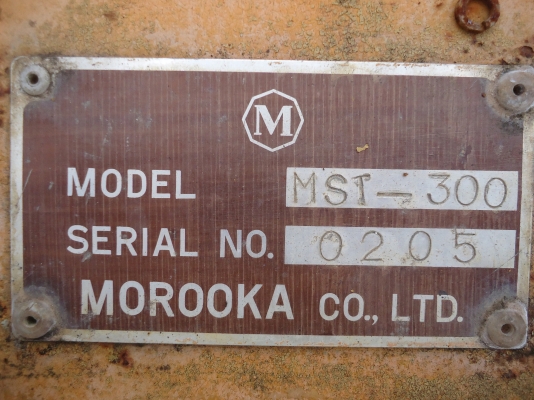 M
MODEL MST-300
SERIAL NO. 0205
MOROOKA CO., LTD.